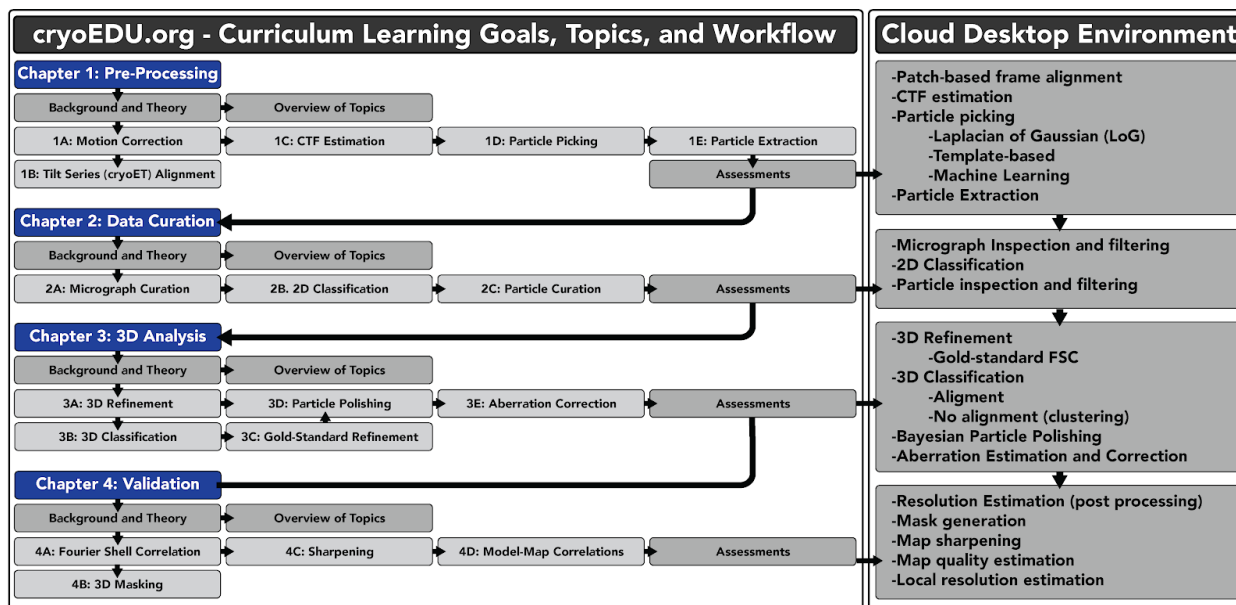 cryoEDU.org - Curriculum Learning Goals, Topics, and Workflow
Chapter 1: Pre-Processing
Background and Theory
Overview of Topics
1A: Motion Correction
1C: CTF Estimation
1D: Particle Picking
1E: Particle Extraction
1B: Tilt Series (cryoET) Alignment
Assessments
Chapter 2: Data Curation
Background and Theory
Overview of Topics
2A: Micrograph Curation
2B. 2D Classification
2C: Particle Curation
Assessments
Chapter 3: 3D Analysis
Background and Theory
Overview of Topics
3A: 3D Refinement
3D: Particle Polishing
3E: Aberration Correction
Assessments
3B: 3D Classification
3C: Gold-Standard Refinement
Chapter 4: Validation
Background and Theory
Overview of Topics
4A: Fourier Shell Correlation
4C: Sharpening
4D: Model-Map Correlations
Assessments
4B: 3D Masking
Cloud Desktop Environment
-Patch-based frame alignment
-CTF estimation
-Particle picking
-Laplacian of Gaussian (LoG)
-Template-based
-Machine Learning
-Particle Extraction
-Micrograph Inspection and filtering
-2D Classification
-Particle inspection and filtering
-3D Refinement
-Gold-standard FSC
-3D Classification
-Aligment
-No alignment (clustering)
-Bayesian Particle Polishing
-Aberration Estimation and Correction
-Resolution Estimation (post processing)
-Mask generation
-Map sharpening
-Map quality estimation
-Local resolution estimation